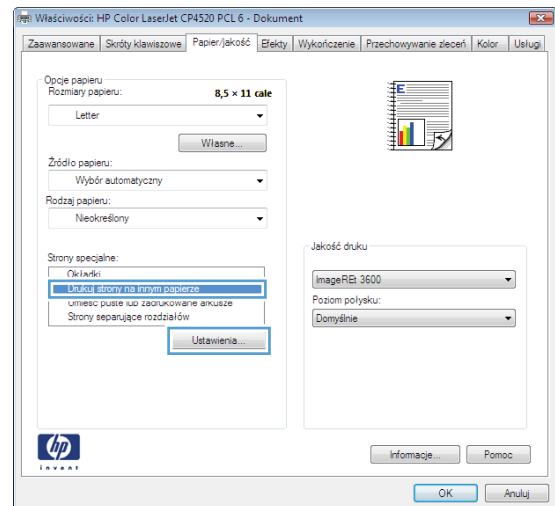 Właściwości: HP Color LaserJet CP4520 PCL 6 - Dokument
Zaawansowane Skróty klawiszowe Papier/jakość Efekty Wykończenie Przechowywanie zleceń Kolor Usługi
Opcje papieru
Rozmiary papieru: 8,5 × 11 cale
Letter
Własne...
Źródło papieru:
Wybór automatyczny
Rodzaj papieru:
Nieokreślony
Strony specjalne:
Okładki
Drukuj strony na innym papierze
Umieść puste lub zadrukowane arkusze
Strony separujące rozdziałów
Ustawienia...
Jakość druku
ImageREt 3600
Poziom połysku:
Domyślnie
E
hp
invent
Informacje... Pomoc
OK Anuluj